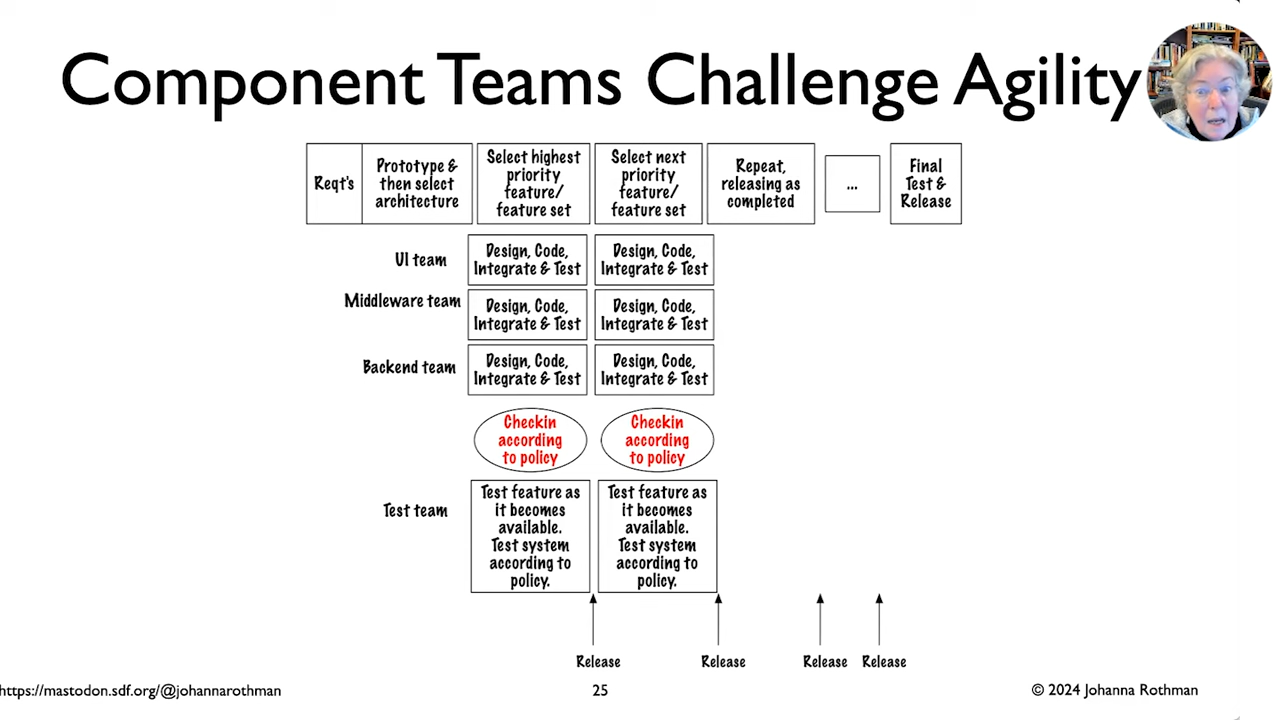 Component Teams Challenge Agility
Reqt's
Prototype &
then select
architecture
Select highest
priority
feature/
feature set
Select next
priority
feature/
feature set
Repeat,
releasing as
completed
...
Final
Test &
Release
UI team
Design, Code,
Integrate & Test
Design, Code,
Integrate & Test
Middleware team
Design, Code,
Integrate & Test
Design, Code,
Integrate & Test
Backend team
Design, Code,
Integrate & Test
Design, Code,
Integrate & Test
Checkin
according
to policy
Checkin
according
to policy
Test team
Test feature as
it becomes
available.
Test system
according to
policy.
Test feature as
it becomes
available.
Test system
according to
policy.
Release
Release
Release
Release
https://mastodon.sdf.org/@johannarothman
25
© 2024 Johanna Rothman